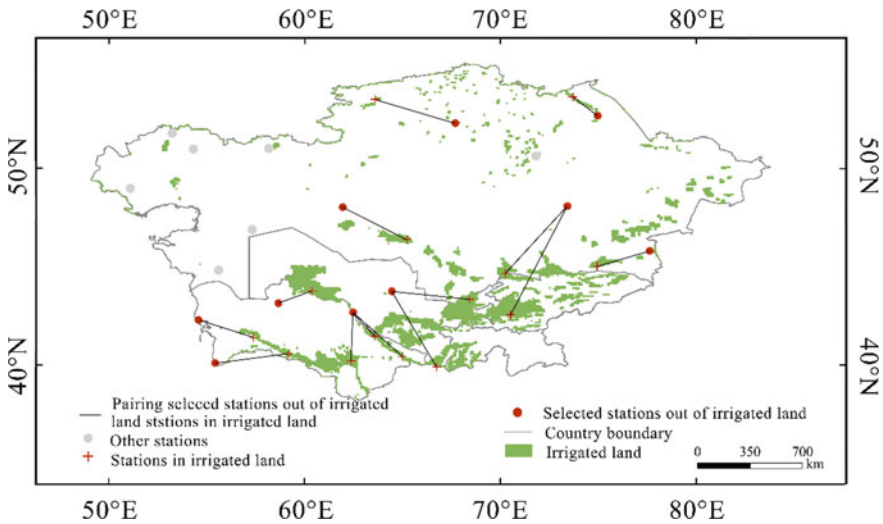 50°E 60°E 70°E 80°E
50°N 50°N
40°N 40°N
Pairing selected stations out of irrigated
land ststions in irrigated land
Other stations
Stations in irrigated land
Selected stations out of irrigated land
Country boundary
Irrigated land
0 350 700
km
50°E 60°E 70°E 80°E